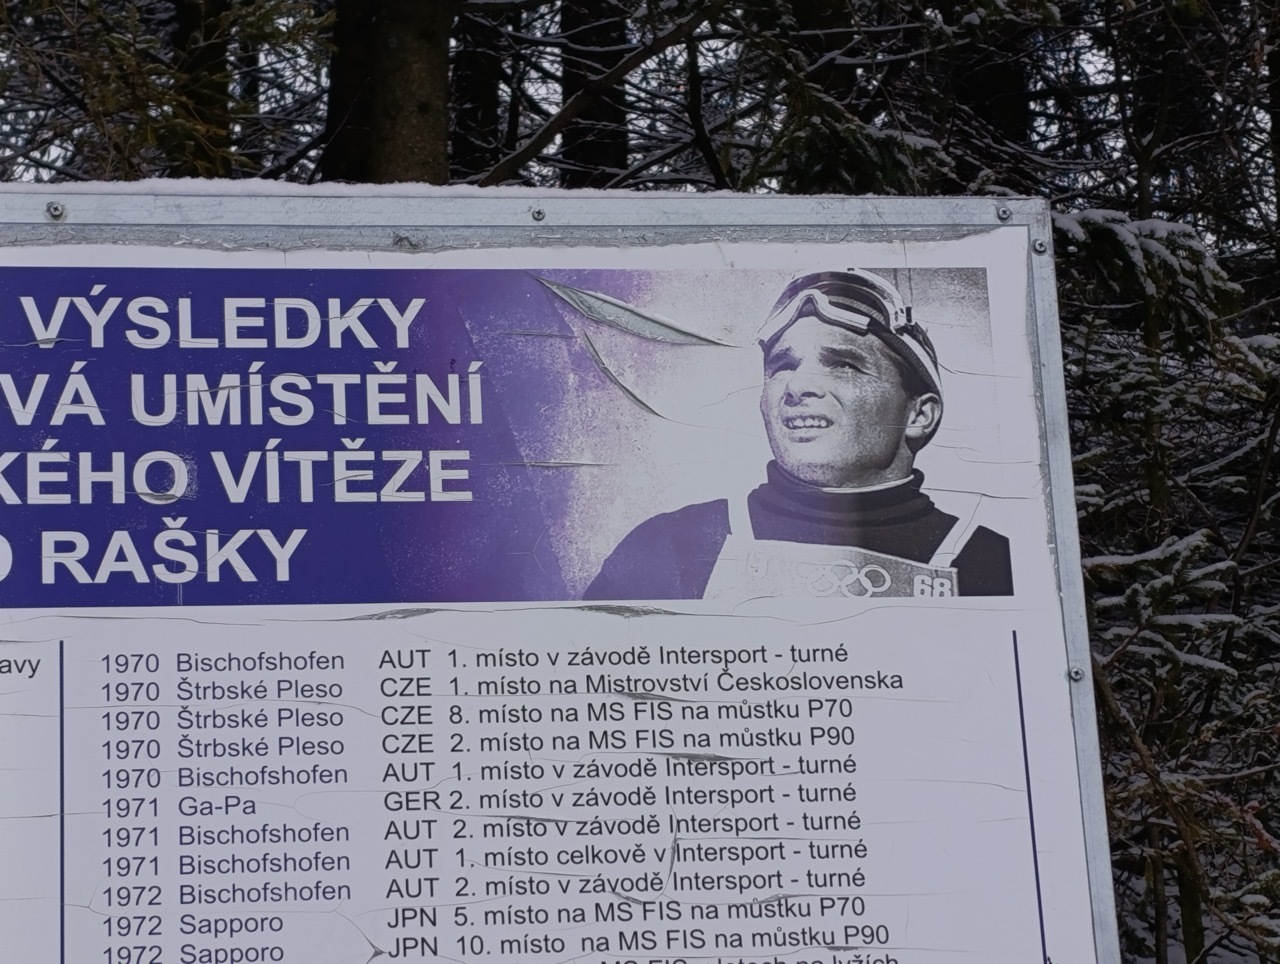 VÝSLEDKY
VÁ UMÍSTĚNÍ
KÉHO VÍTĚZE
RAŠKY
68
avy
1970 Bischofshofen AUT 1. místo v závodě Intersport - turné
1970 Štrbské Pleso CZE 1. místo na Mistrovství Československa
1970 Štrbské Pleso CZE 8. místo na MS FIS na můstku P70
1970 Štrbské Pleso CZE 2. místo na MS FIS na můstku P90
1970 Bischofshofen AUT 1. místo v závodě Intersport - turné
1971 Ga-Pa GER 2. místo v závodě Intersport - turné
1971 Bischofshofen AUT 2. místo v závodě Intersport - turné
1971 Bischofshofen AUT 1. místo celkově v Intersport - turné
1972 Bischofshofen AUT 2. místo v závodě Intersport - turné
1972 Sapporo JPN 5. místo na MS FIS na můstku P70
1972 Sapporo JPN 10. místo na MS FIS na můstku P90